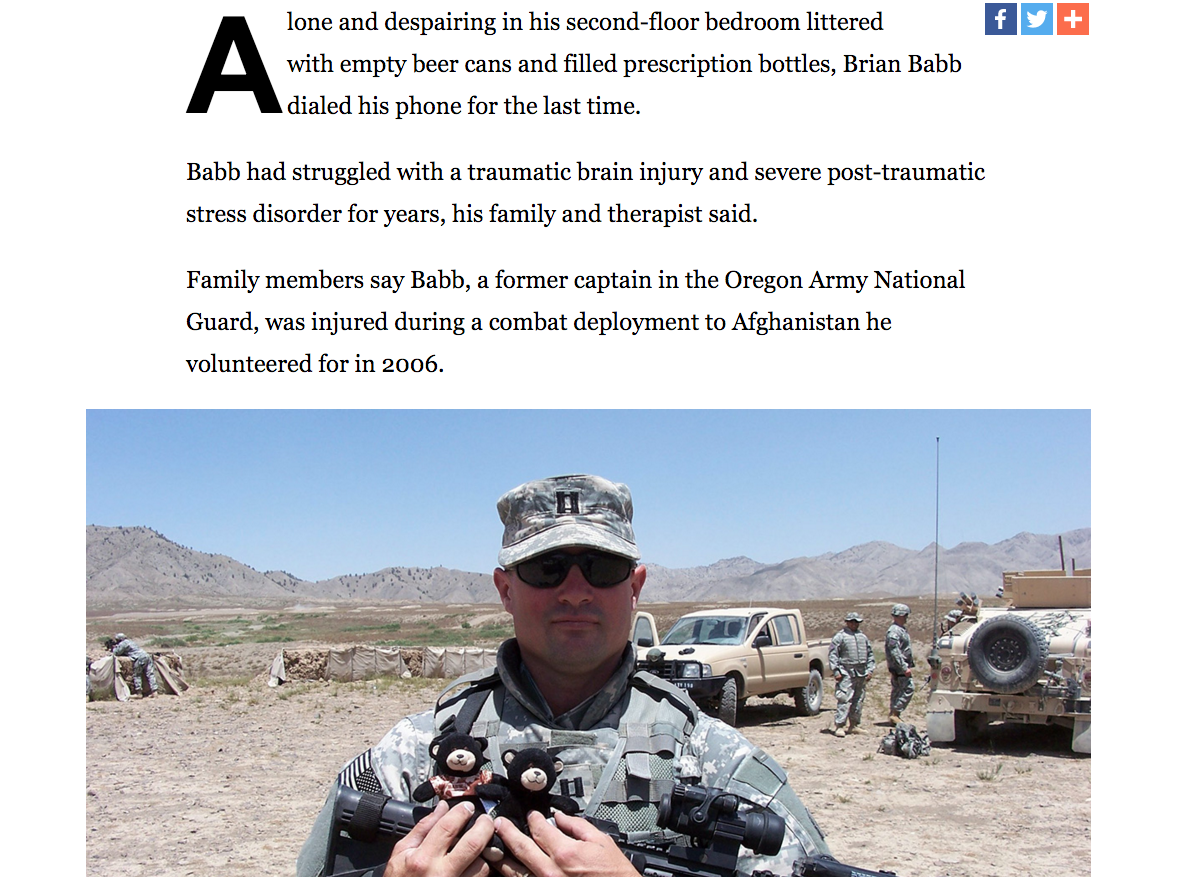 Alone and despairing in his second-floor bedroom littered
with empty beer cans and filled prescription bottles, Brian Babb
dialed his phone for the last time.
Babb had struggled with a traumatic brain injury and severe post-traumatic
stress disorder for years, his family and therapist said.
Family members say Babb, a former captain in the Oregon Army National
Guard, was injured during a combat deployment to Afghanistan he
volunteered for in 2006.